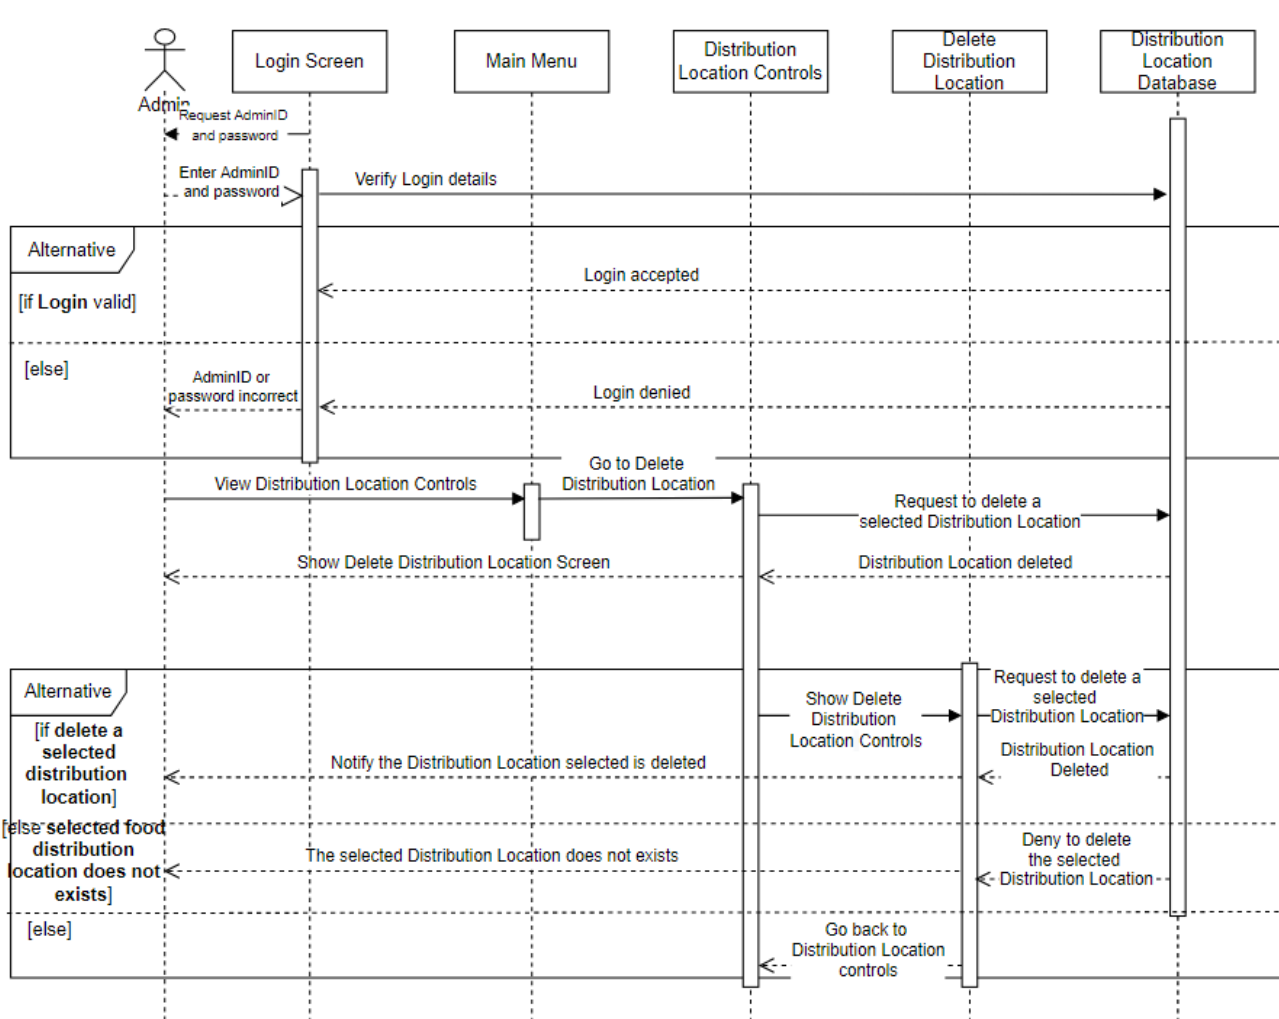 Admin
Login Screen
Main Menu
Distribution
Location Controls
Delete
Distribution
Location
Distribution
Location
Database
Request AdminID
and password
Enter AdminID
and password
Verify Login details
Alternative
[if Login valid]
Login accepted
[else]
AdminID or
password incorrect
Login denied
View Distribution Location Controls
Go to Delete
Distribution Location
Request to delete a
selected Distribution Location
Show Delete Distribution Location Screen
Distribution Location deleted
Alternative
[if delete a
selected
distribution
location]
Show Delete
Distribution
Location Controls
Request to delete a
selected
Distribution Location
Notify the Distribution Location selected is deleted
Distribution Location
Deleted
[else selected food
distribution
location does not
exists]
The selected Distribution Location does not exists
Deny to delete
the selected
Distribution Location
[else]
Go back to
Distribution Location
controls